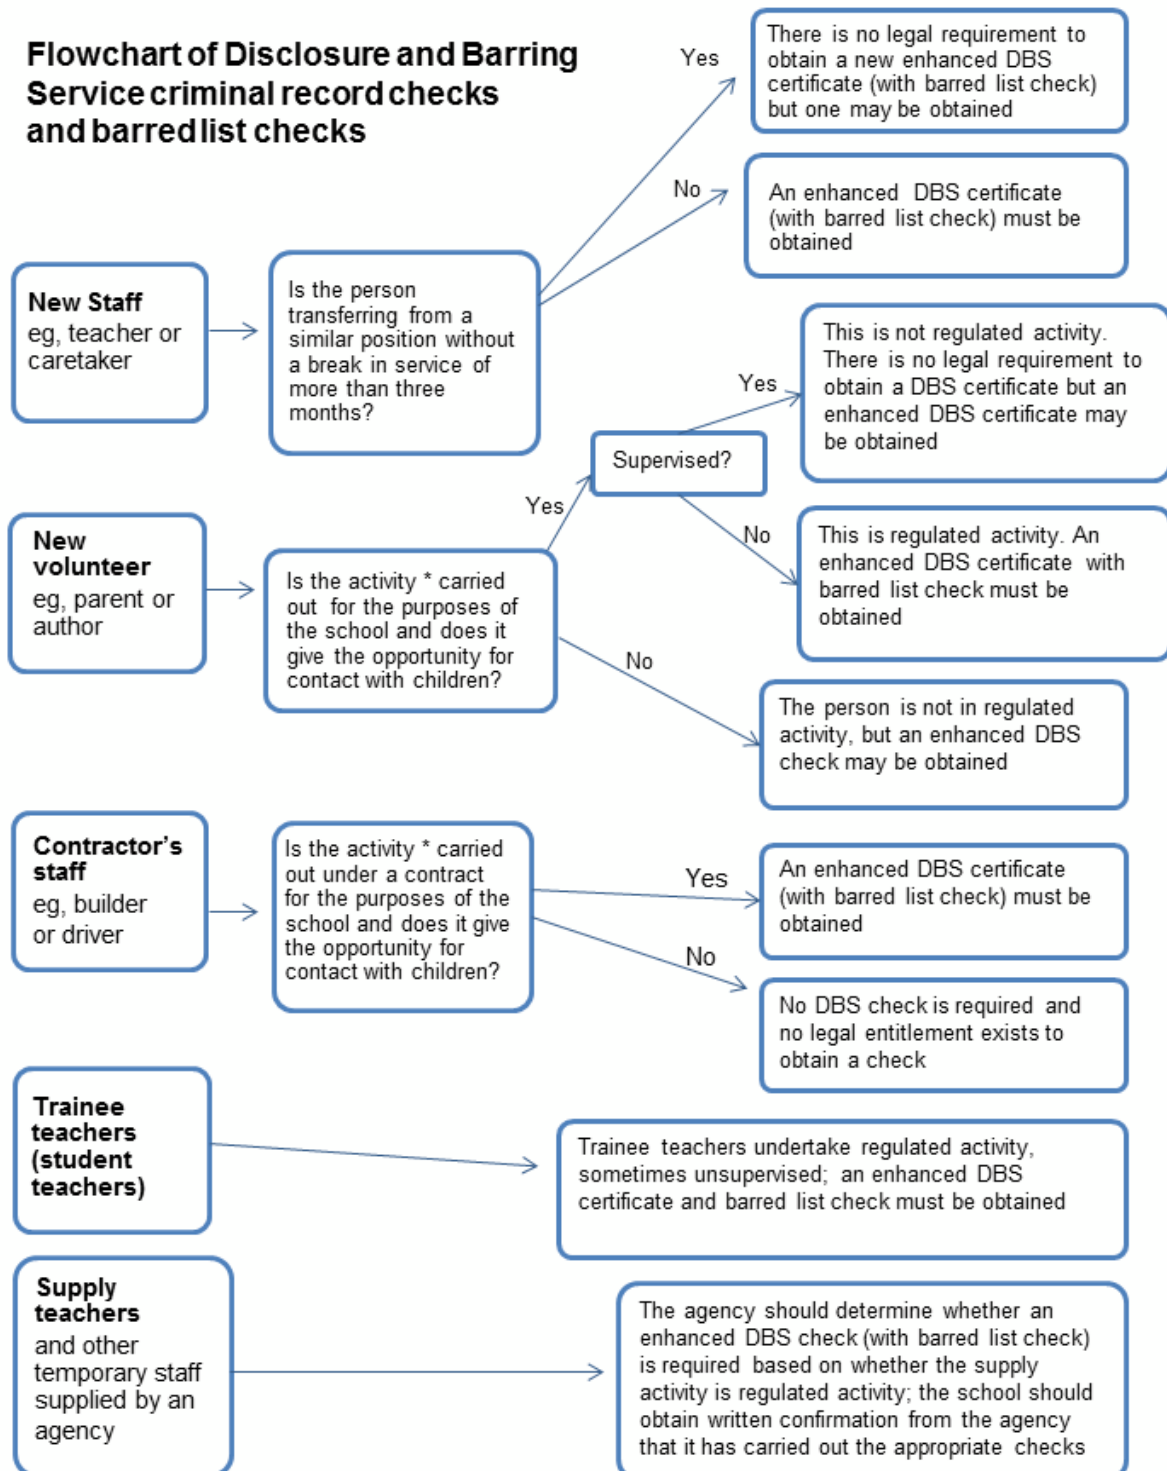 Flowchart of Disclosure and Barring
Service criminal record checks
and barred list checks
Yes
There is no legal requirement to
obtain a new enhanced DBS
certificate (with barred list check)
but one may be obtained
No
An enhanced DBS certificate
(with barred list check) must be
obtained
New Staff
eg, teacher or
caretaker
Is the person
transferring from a
similar position without
a break in service of
more than three
months?
Supervised?
Yes
This is not regulated activity.
There is no legal requirement to
obtain a DBS certificate but an
enhanced DBS certificate may
be obtained
No
This is regulated activity. An
enhanced DBS certificate with
barred list check must be
obtained
New
volunteer
eg, parent or
author
Is the activity * carried
out for the purposes of
the school and does it
give the opportunity for
contact with children?
Yes
No
The person is not in regulated
activity, but an enhanced DBS
check may be obtained
Contractor's
staff
eg, builder
or driver
Is the activity * carried
out under a contract
for the purposes of the
school and does it give
the opportunity for
contact with children?
Yes
An enhanced DBS certificate
(with barred list check) must be
obtained
No
No DBS check is required and
no legal entitlement exists to
obtain a check
Trainee
teachers
(student
teachers)
Trainee teachers undertake regulated activity,
sometimes unsupervised; an enhanced DBS
certificate and barred list check must be obtained
Supply
teachers
and other
temporary staff
supplied by an
agency
The agency should determine whether an
enhanced DBS check (with barred list check)
is required based on whether the supply
activity is regulated activity; the school should
obtain written confirmation from the agency
that it has carried out the appropriate checks